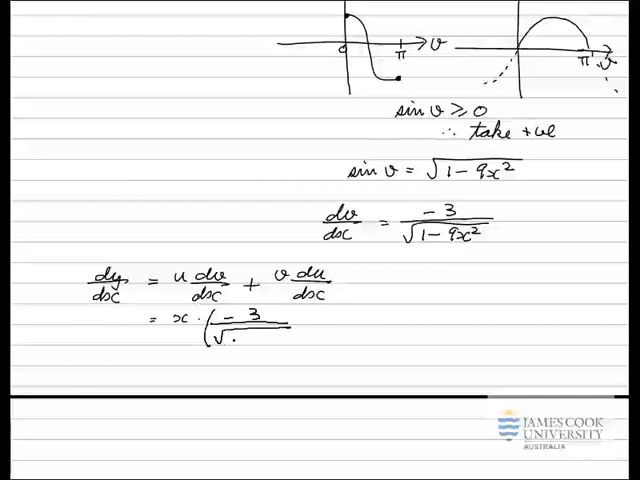 0 π v π v
sin v ⩾ 0
∴ take +ve
sin v = √(1 - 9x²)
dv/dx = -3/√(1 - 9x²)
dy/dx = u dv/dx + v du/dx
= x · (-3/√
JAMES COOK
UNIVERSITY
AUSTRALIA